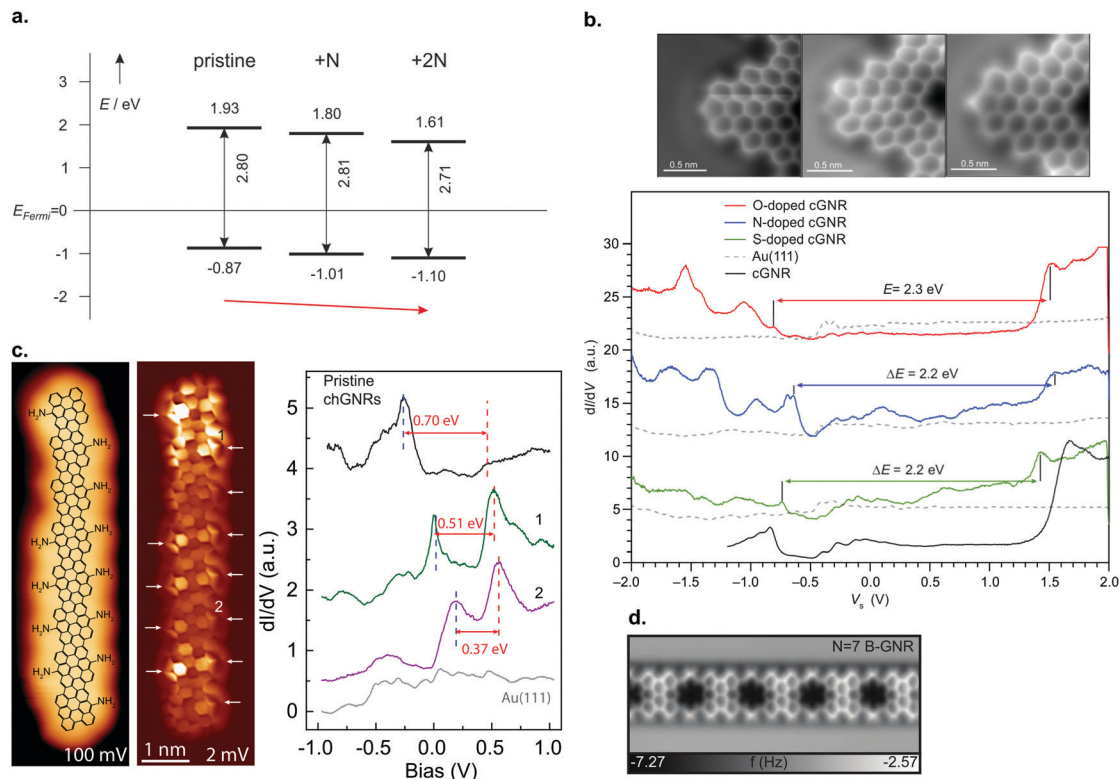 a.
pristine +N +2N
E / eV
3
2
1
E_Fermi=0
-1
-2
1.93 1.80 1.61
2.80 2.81 2.71
-0.87 -1.01 -1.10
b.
0.5 nm 0.5 nm 0.5 nm
O-doped cGNR
N-doped cGNR
S-doped cGNR
Au(111)
cGNR
E= 2.3 eV
ΔE = 2.2 eV
ΔE = 2.2 eV
dI/dV (a.u.)
30
25
20
15
10
5
0
−2.0 −1.5 −1.0 −0.5 0.0 0.5 1.0 1.5 2.0
Vs (V)
c.
H₂N
NH₂
NH₂
H₂N
NH₂
H₂N
NH₂
H₂N
NH₂
NH₂
100 mV
1
2
1 nm 2 mV
Pristine
chGNRs
0.70 eV
0.51 eV
1
2
0.37 eV
Au(111)
dI/dV (a.u.)
5
4
3
2
1
0
-1.0 -0.5 0.0 0.5 1.0
Bias (V)
d.
N=7 B-GNR
-7.27 f (Hz) -2.57